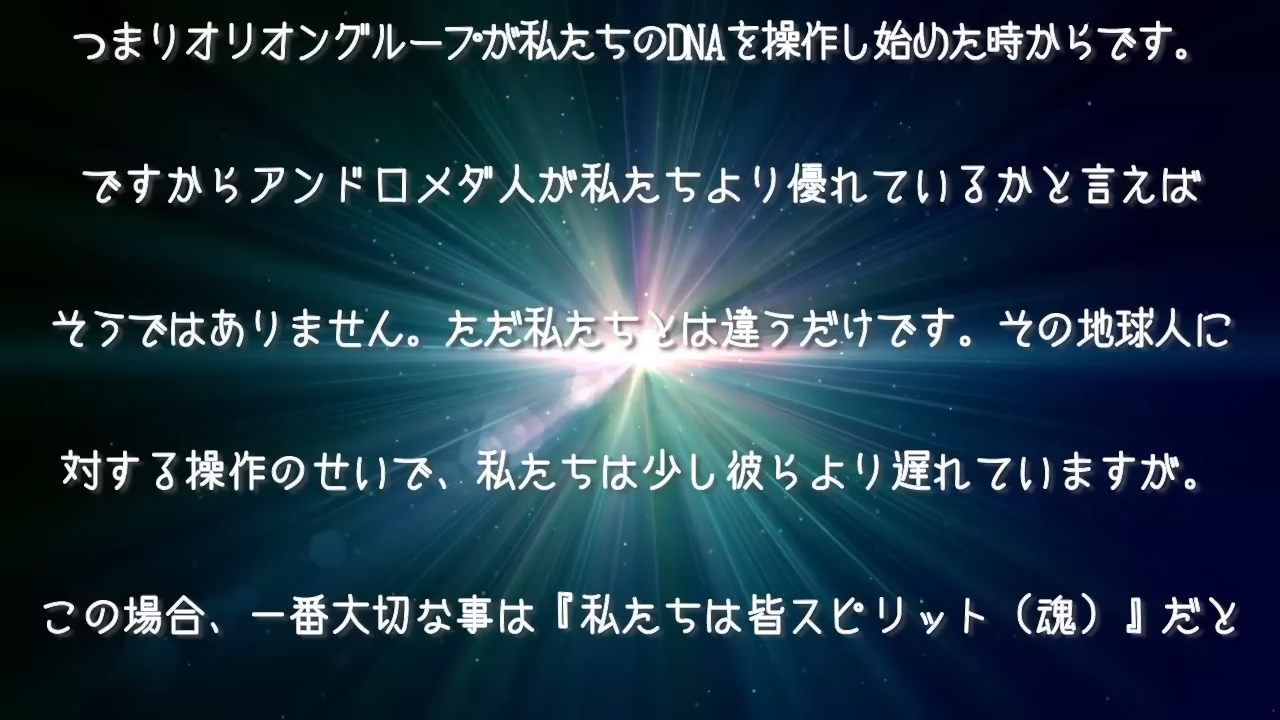 つまりオリオングループが私たちのDNAを操作し始めた時からです。
ですからアンドロメダ人が私たちより優れているかと言えば
そうではありません。ただ私たちとは違うだけです。その地球人に
対する操作のせいで、私たちは少し彼らより遅れていますが。
この場合、一番大切な事は『私たちは皆スピリット（魂）』だと